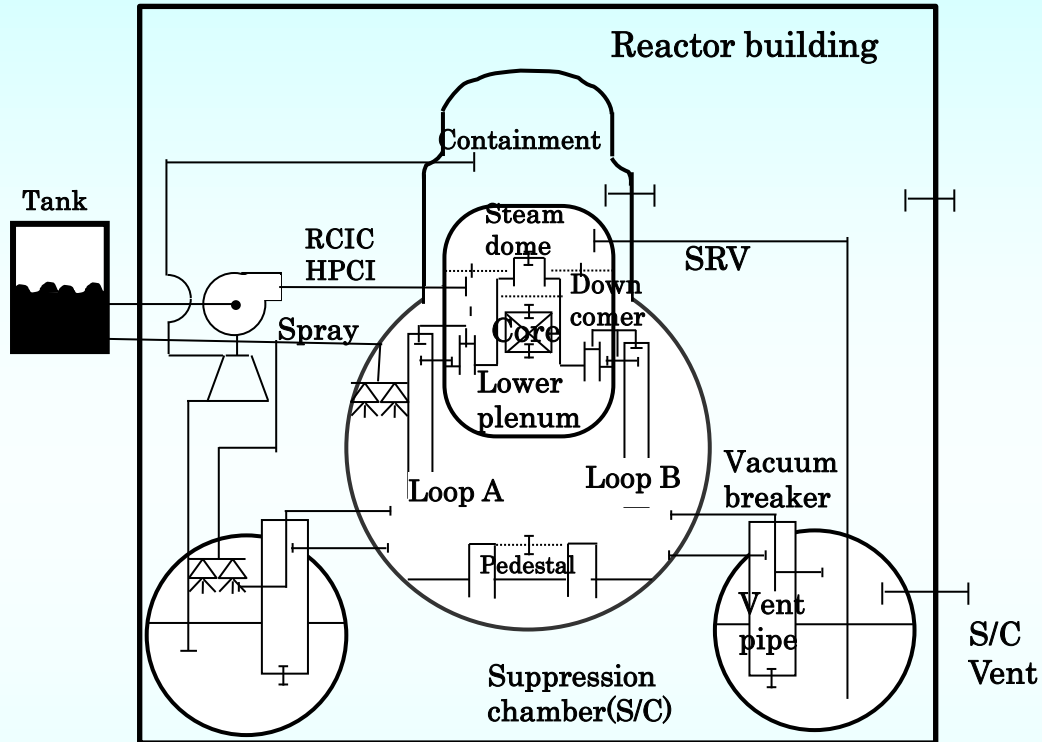 Reactor building
Containment
Tank
Steam
dome
RCIC
HPCI
SRV
Down
comer
Spray
Core
Lower
plenum
Loop A
Loop B
Vacuum
breaker
Pedestal
Vent
pipe
S/C
Vent
Suppression
chamber(S/C)